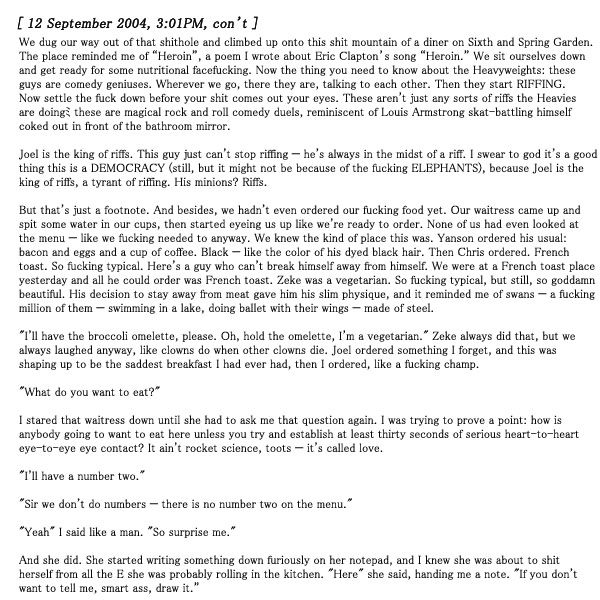 [ 12 September 2004, 3:01PM, con't ]
We dug our way out of that shithole and climbed up onto this shit mountain of a diner on Sixth and Spring Garden.
The place reminded me of “Heroin”, a poem I wrote about Eric Clapton's song “Heroin.” We sit ourselves down
and get ready for some nutritional facefucking. Now the thing you need to know about the Heavyweights: these
guys are comedy geniuses. Wherever we go, there they are, talking to each other. Then they start RIFFING.
Now settle the fuck down before your shit comes out your eyes. These aren't just any sorts of riffs the Heavies
are doing; these are magical rock and roll comedy duels, reminiscent of Louis Armstrong skat-battling himself
coked out in front of the bathroom mirror.

Joel is the king of riffs. This guy just can't stop riffing — he's always in the midst of a riff. I swear to god it's a good
thing this is a DEMOCRACY (still, but it might not be because of the fucking ELEPHANTS), because Joel is the
king of riffs, a tyrant of riffing. His minions? Riffs.

But that's just a footnote. And besides, we hadn't even ordered our fucking food yet. Our waitress came up and
spit some water in our cups, then started eyeing us up like we're ready to order. None of us had even looked at
the menu — like we fucking needed to anyway. We knew the kind of place this was. Yanson ordered his usual:
bacon and eggs and a cup of coffee. Black — like the color of his dyed black hair. Then Chris ordered. French
toast. So fucking typical. Here's a guy who can't break himself away from himself. We were at a French toast place
yesterday and all he could order was French toast. Zeke was a vegetarian. So fucking typical, but still, so goddamn
beautiful. His decision to stay away from meat gave him his slim physique, and it reminded me of swans — a fucking
million of them — swimming in a lake, doing ballet with their wings — made of steel.

"I'll have the broccoli omelette, please. Oh, hold the omelette, I'm a vegetarian." Zeke always did that, but we
always laughed anyway, like clowns do when other clowns die. Joel ordered something I forget, and this was
shaping up to be the saddest breakfast I had ever had, then I ordered, like a fucking champ.

"What do you want to eat?"

I stared that waitress down until she had to ask me that question again. I was trying to prove a point: how is
anybody going to want to eat here unless you try and establish at least thirty seconds of serious heart-to-heart
eye-to-eye eye contact? It ain't rocket science, toots — it's called love.

"I'll have a number two."

"Sir we don't do numbers — there is no number two on the menu."

"Yeah" I said like a man. "So surprise me."

And she did. She started writing something down furiously on her notepad, and I knew she was about to shit
herself from all the E she was probably rolling in the kitchen. "Here" she said, handing me a note. "If you don't
want to tell me, smart ass, draw it."